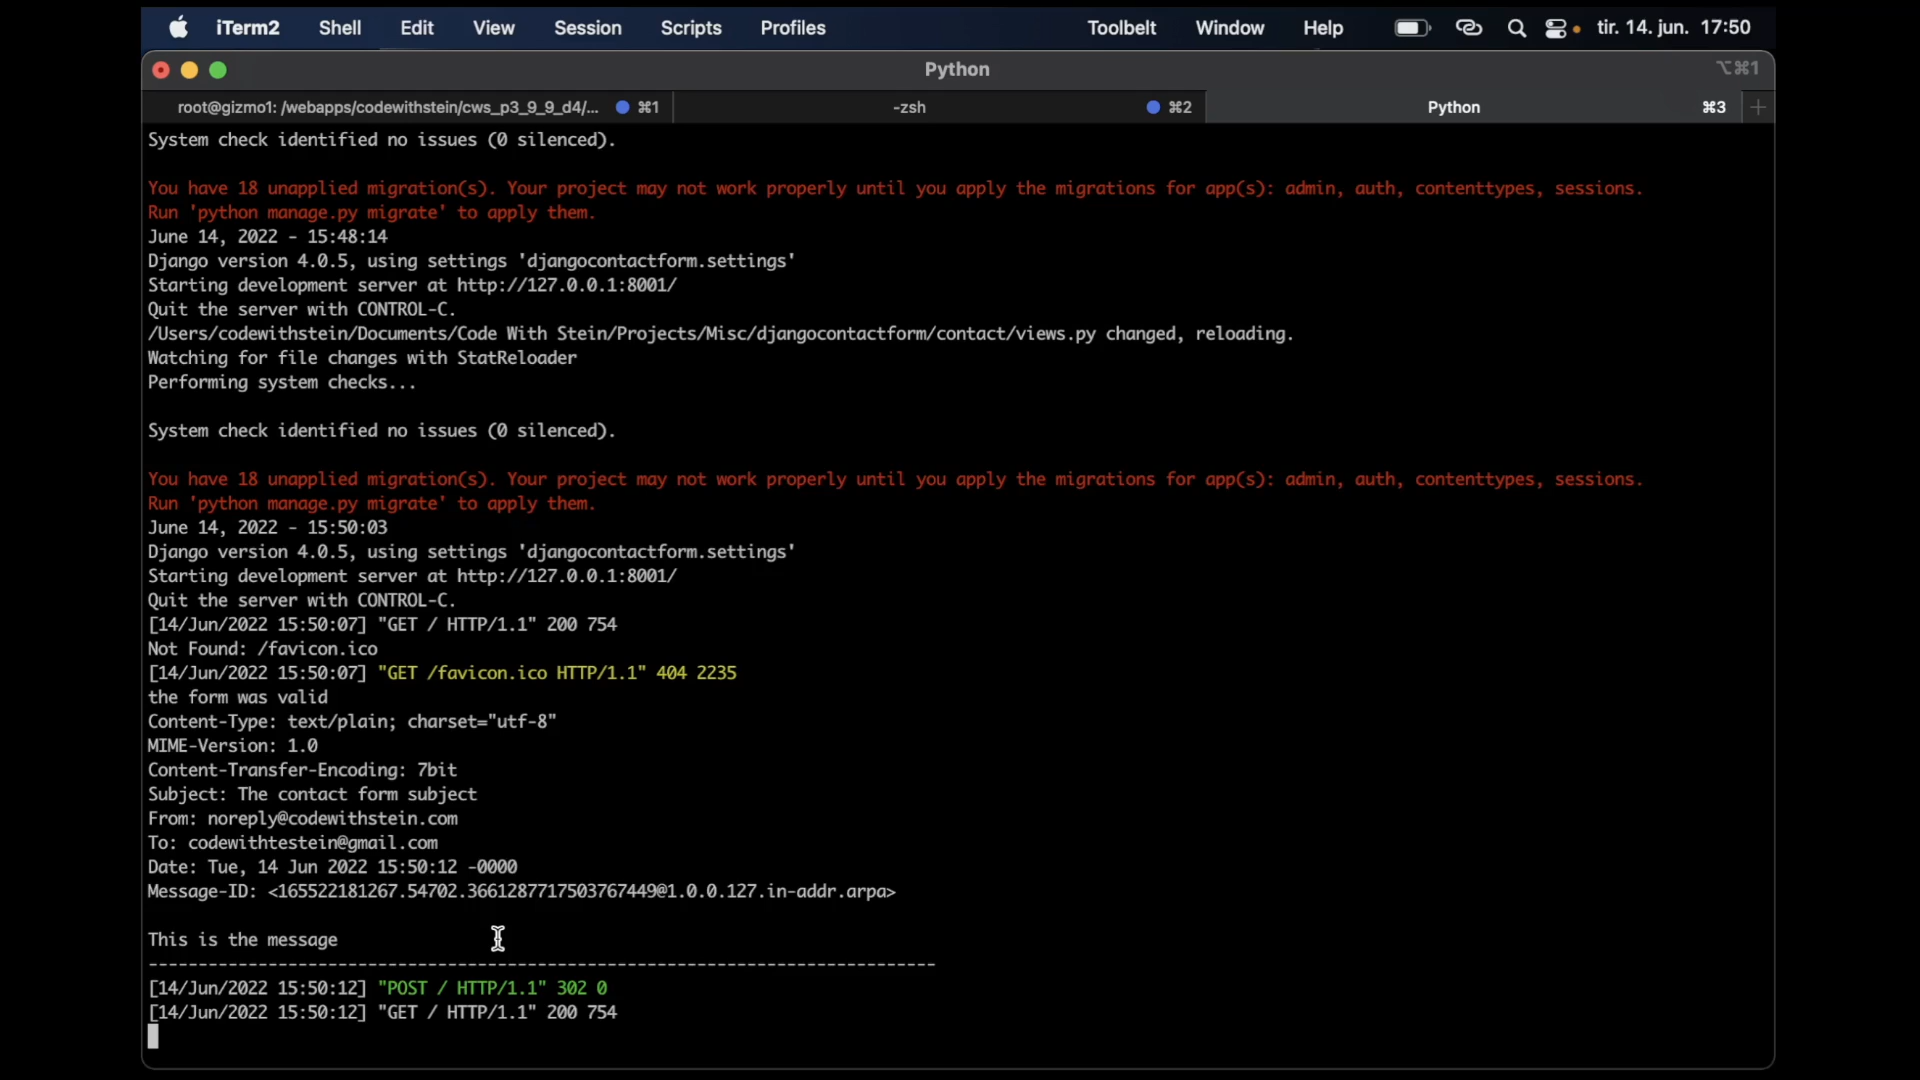 iTerm2 Shell Edit View Session Scripts Profiles Toolbelt Window Help tir. 14. jun. 17:50
Python ⌥⌘1
root@gizmo1: /webapps/codewithstein/cws_p3_9_9_d4/... ⌘1 -zsh ⌘2 Python ⌘3 +
System check identified no issues (0 silenced).
You have 18 unapplied migration(s). Your project may not work properly until you apply the migrations for app(s): admin, auth, contenttypes, sessions.
Run 'python manage.py migrate' to apply them.
June 14, 2022 - 15:48:14
Django version 4.0.5, using settings 'djangocontactform.settings'
Starting development server at http://127.0.0.1:8001/
Quit the server with CONTROL-C.
/Users/codewithstein/Documents/Code With Stein/Projects/Misc/djangocontactform/contact/views.py changed, reloading.
Watching for file changes with StatReloader
Performing system checks...
System check identified no issues (0 silenced).
You have 18 unapplied migration(s). Your project may not work properly until you apply the migrations for app(s): admin, auth, contenttypes, sessions.
Run 'python manage.py migrate' to apply them.
June 14, 2022 - 15:50:03
Django version 4.0.5, using settings 'djangocontactform.settings'
Starting development server at http://127.0.0.1:8001/
Quit the server with CONTROL-C.
[14/Jun/2022 15:50:07] "GET / HTTP/1.1" 200 754
Not Found: /favicon.ico
[14/Jun/2022 15:50:07] "GET /favicon.ico HTTP/1.1" 404 2235
the form was valid
Content-Type: text/plain; charset="utf-8"
MIME-Version: 1.0
Content-Transfer-Encoding: 7bit
Subject: The contact form subject
From: noreply@codewithstein.com
To: codewithtestein@gmail.com
Date: Tue, 14 Jun 2022 15:50:12 -0000
Message-ID: <165522181267.54702.3661287717503767449@1.0.0.127.in-addr.arpa>
This is the message
-------------------------------------------------------------------------------
[14/Jun/2022 15:50:12] "POST / HTTP/1.1" 302 0
[14/Jun/2022 15:50:12] "GET / HTTP/1.1" 200 754